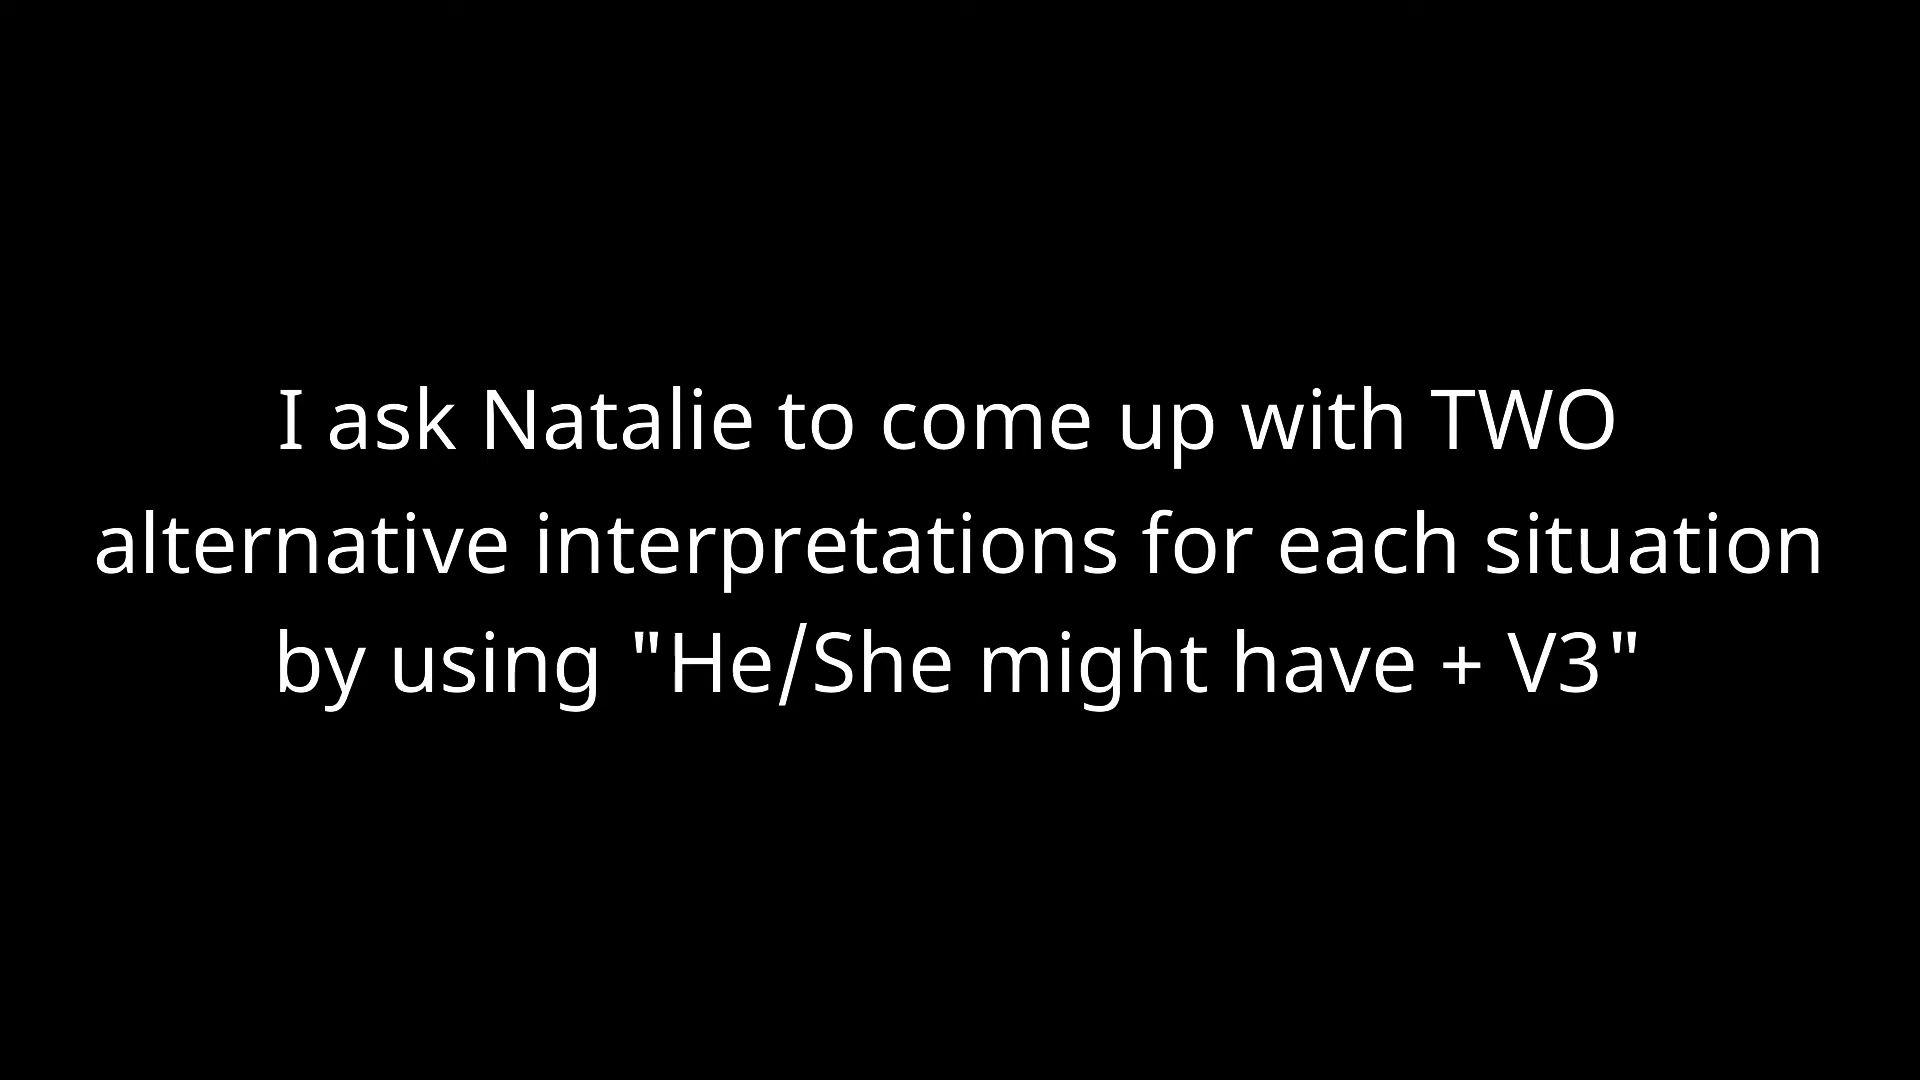 I ask Natalie to come up with TWO
alternative interpretations for each situation
by using "He/She might have + V3"